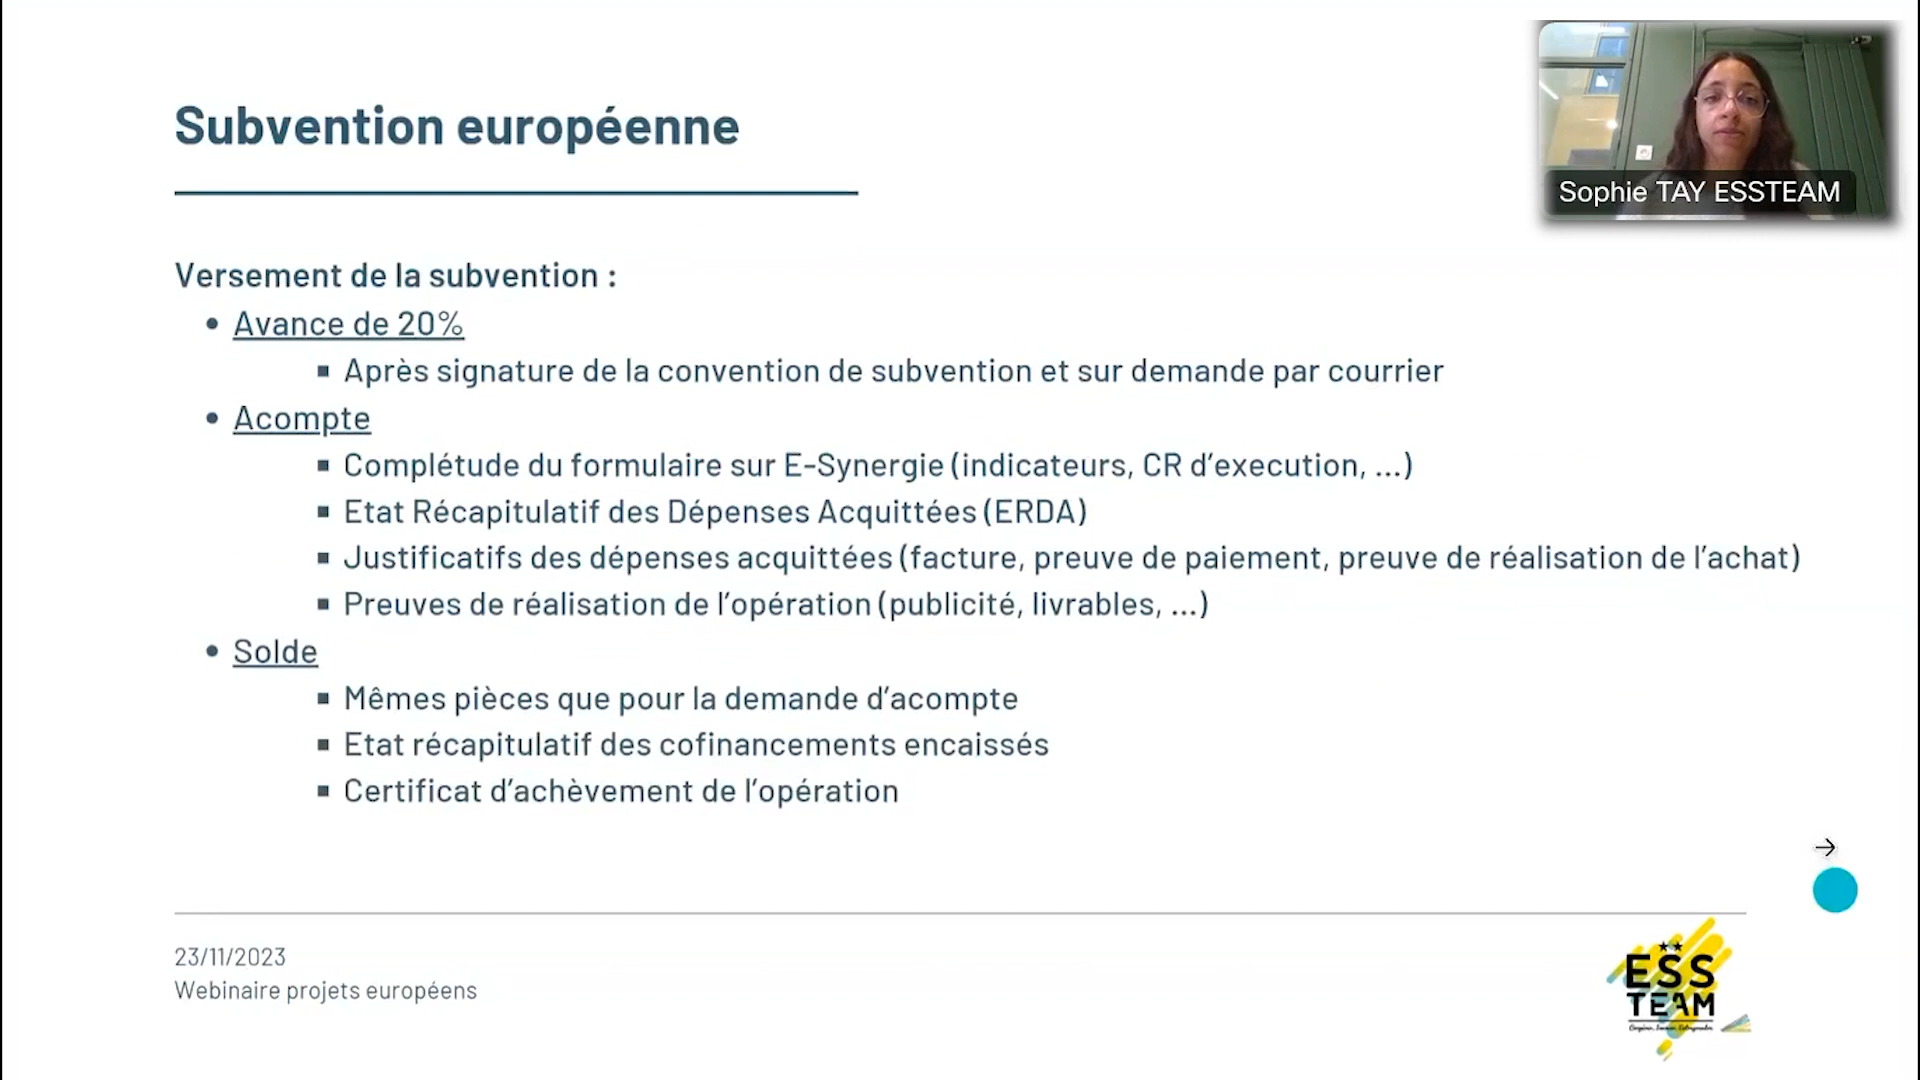 Subvention européenne
Sophie TAY ESSTEAM
Versement de la subvention :
• Avance de 20%
▪ Après signature de la convention de subvention et sur demande par courrier
• Acompte
▪ Complétude du formulaire sur E-Synergie (indicateurs, CR d’execution, ...)
▪ Etat Récapitulatif des Dépenses Acquittées (ERDA)
▪ Justificatifs des dépenses acquittées (facture, preuve de paiement, preuve de réalisation de l’achat)
▪ Preuves de réalisation de l’opération (publicité, livrables, ...)
• Solde
▪ Mêmes pièces que pour la demande d’acompte
▪ Etat récapitulatif des cofinancements encaissés
▪ Certificat d’achèvement de l’opération
→
23/11/2023
Webinaire projets européens
ESS
TEAM